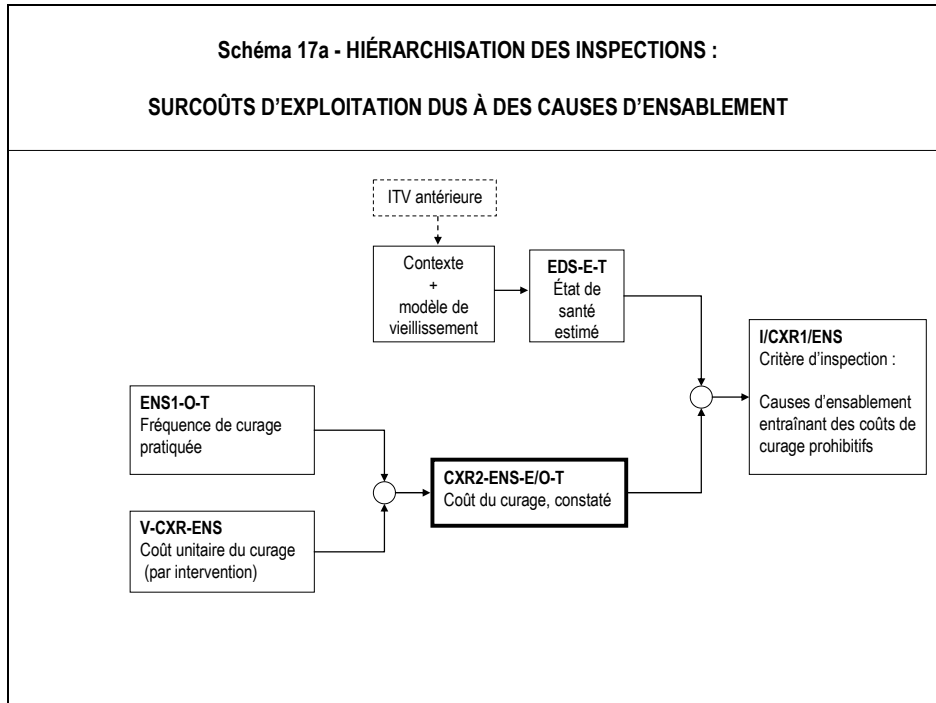 Schéma 17a - HIÉRARCHISATION DES INSPECTIONS :
SURCOÛTS D'EXPLOITATION DUS À DES CAUSES D'ENSABLEMENT
ITV antérieure
Contexte
+
modèle de
vieillissement
EDS-E-T
État de
santé
estimé
I/CXR1/ENS
Critère d'inspection :
Causes d'ensablement
entraînant des coûts de
curage prohibitifs
ENS1-O-T
Fréquence de curage
pratiquée
CXR2-ENS-E/O-T
Coût du curage, constaté
V-CXR-ENS
Coût unitaire du curage
(par intervention)